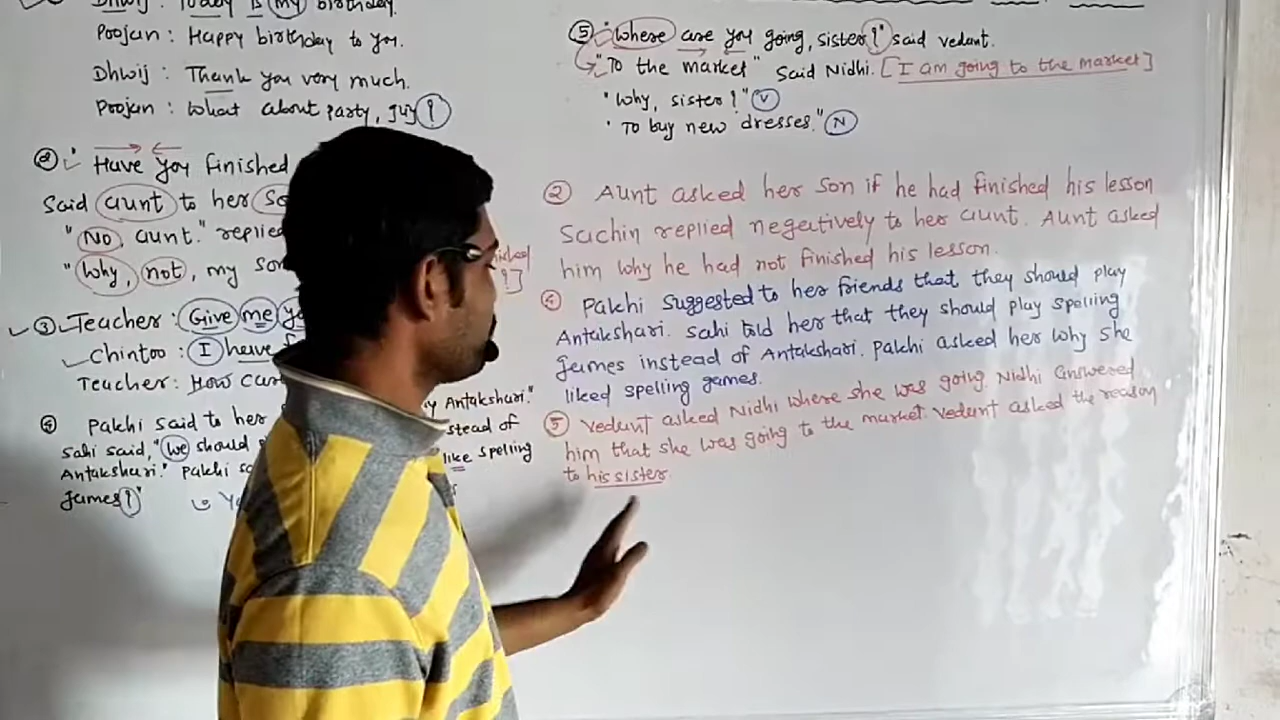 Dhwij : Today is my birthday.
Poojan : Happy birthday to you.
Dhwij : Thank you very much.
Poojan : What about party, guy ?
② "Have you finished
Said aunt to her
"No, aunt." replied
"Why, not, my son
③ Teacher : Give me
Chintoo : I have
Teacher : How can
④ Palchi said to her
sahi said, "we should
Antakshari." Palchi
games ?"
y Antakshari."
stead of
like spelling
⑤ "Where are you going, sister ?" said vedant.
"To the market" said Nidhi. [I am going to the market]
"Why, sister ?" V
"To buy new dresses." N
② Aunt asked her son if he had finished his lesson
Sachin replied negatively to her aunt. Aunt asked
him why he had not finished his lesson.
④ Palchi suggested to her friends that they should play
Antakshari. Sahi told her that they should play spelling
games instead of Antakshari. Palchi asked her why she
liked spelling games.
⑤ Vedant asked Nidhi where she was going. Nidhi answered
him that she was going to the market. Vedant asked the reason
to his sister